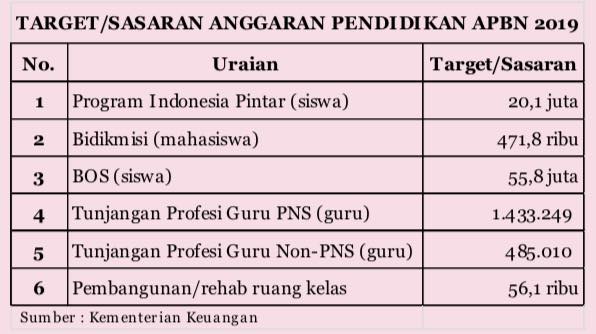 TARGET/SASARAN ANGGARAN PENDIDIKAN APBN 2019
No. Uraian Target/Sasaran
1 Program Indonesia Pintar (siswa) 20,1 juta
2 Bidikmisi (mahasiswa) 471,8 ribu
3 BOS (siswa) 55,8 juta
4 Tunjangan Profesi Guru PNS (guru) 1.433.249
5 Tunjangan Profesi Guru Non-PNS (guru) 485.010
6 Pembangunan/rehab ruang kelas 56,1 ribu
Sumber : Kementerian Keuangan